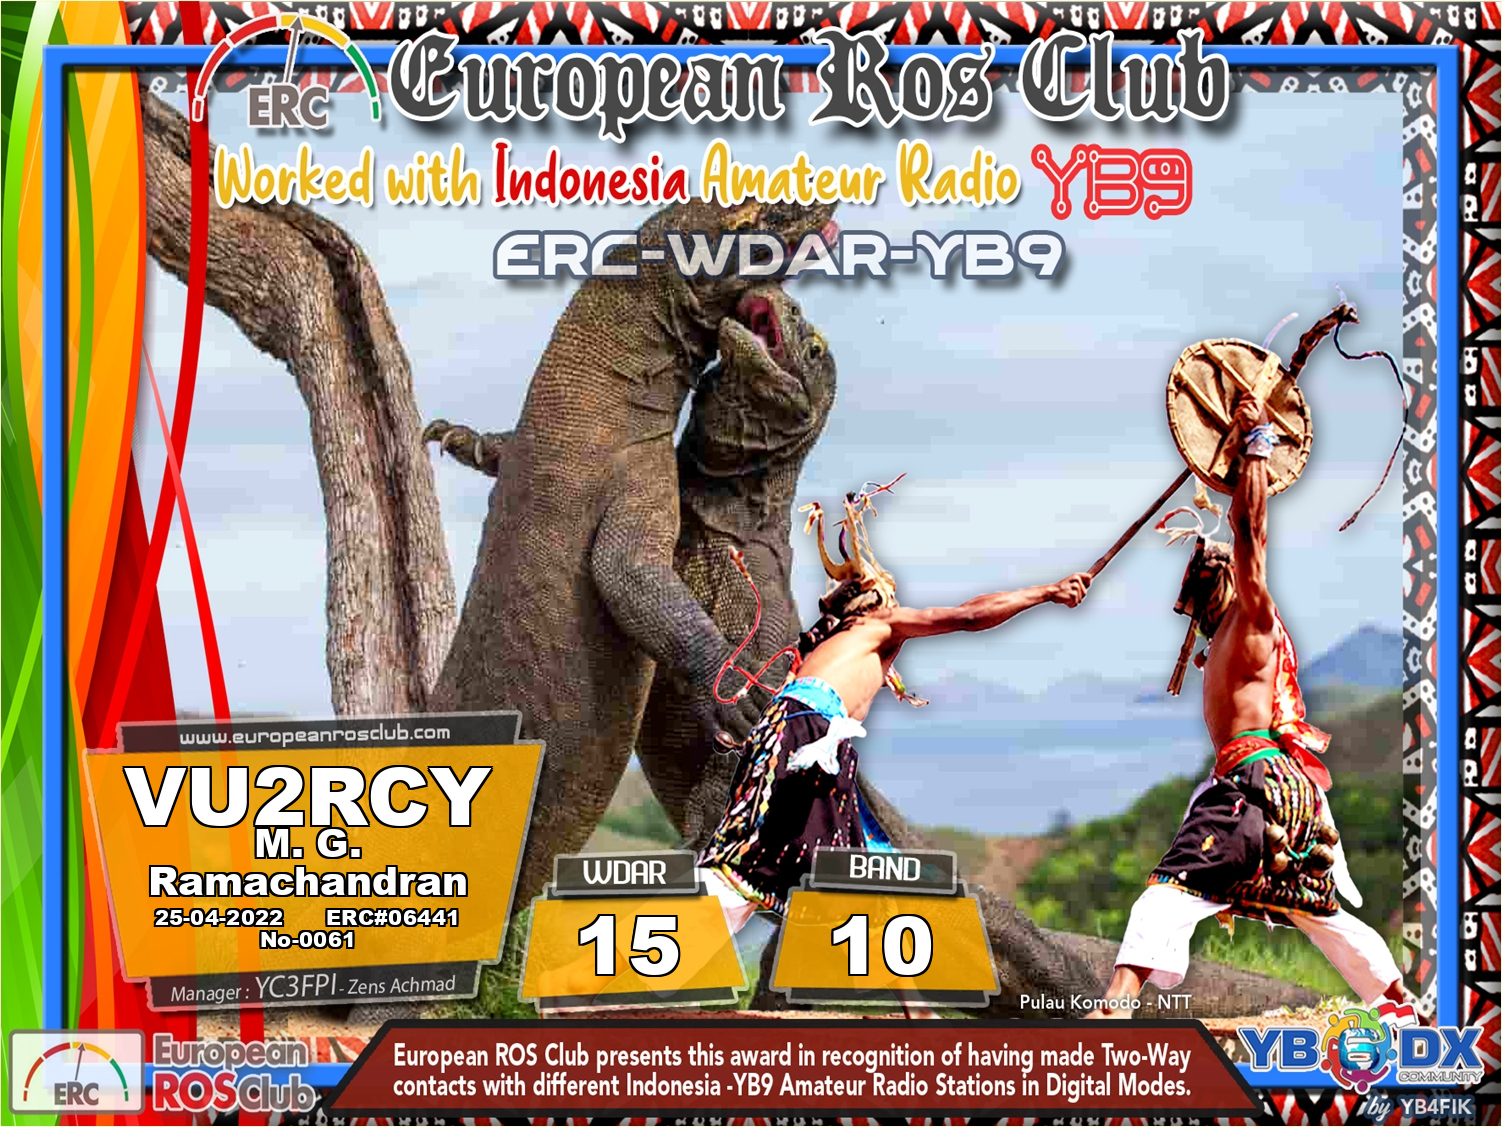 ERC
European Ros Club
Worked with Indonesia Amateur Radio YB9
ERC-WDAR-YB9
www.europeanrosclub.com
VU2RCY
M. G.
Ramachandran
25-04-2022 ERC#06441
No-0061
Manager : YC3FPI - Zens Achmad
WDAR
15
BAND
10
Pulau Komodo - NTT
ERC
European
ROSClub
European ROS Club presents this award in recognition of having made Two-Way
contacts with different Indonesia -YB9 Amateur Radio Stations in Digital Modes.
YB DX
COMMUNITY
by YB4FIK